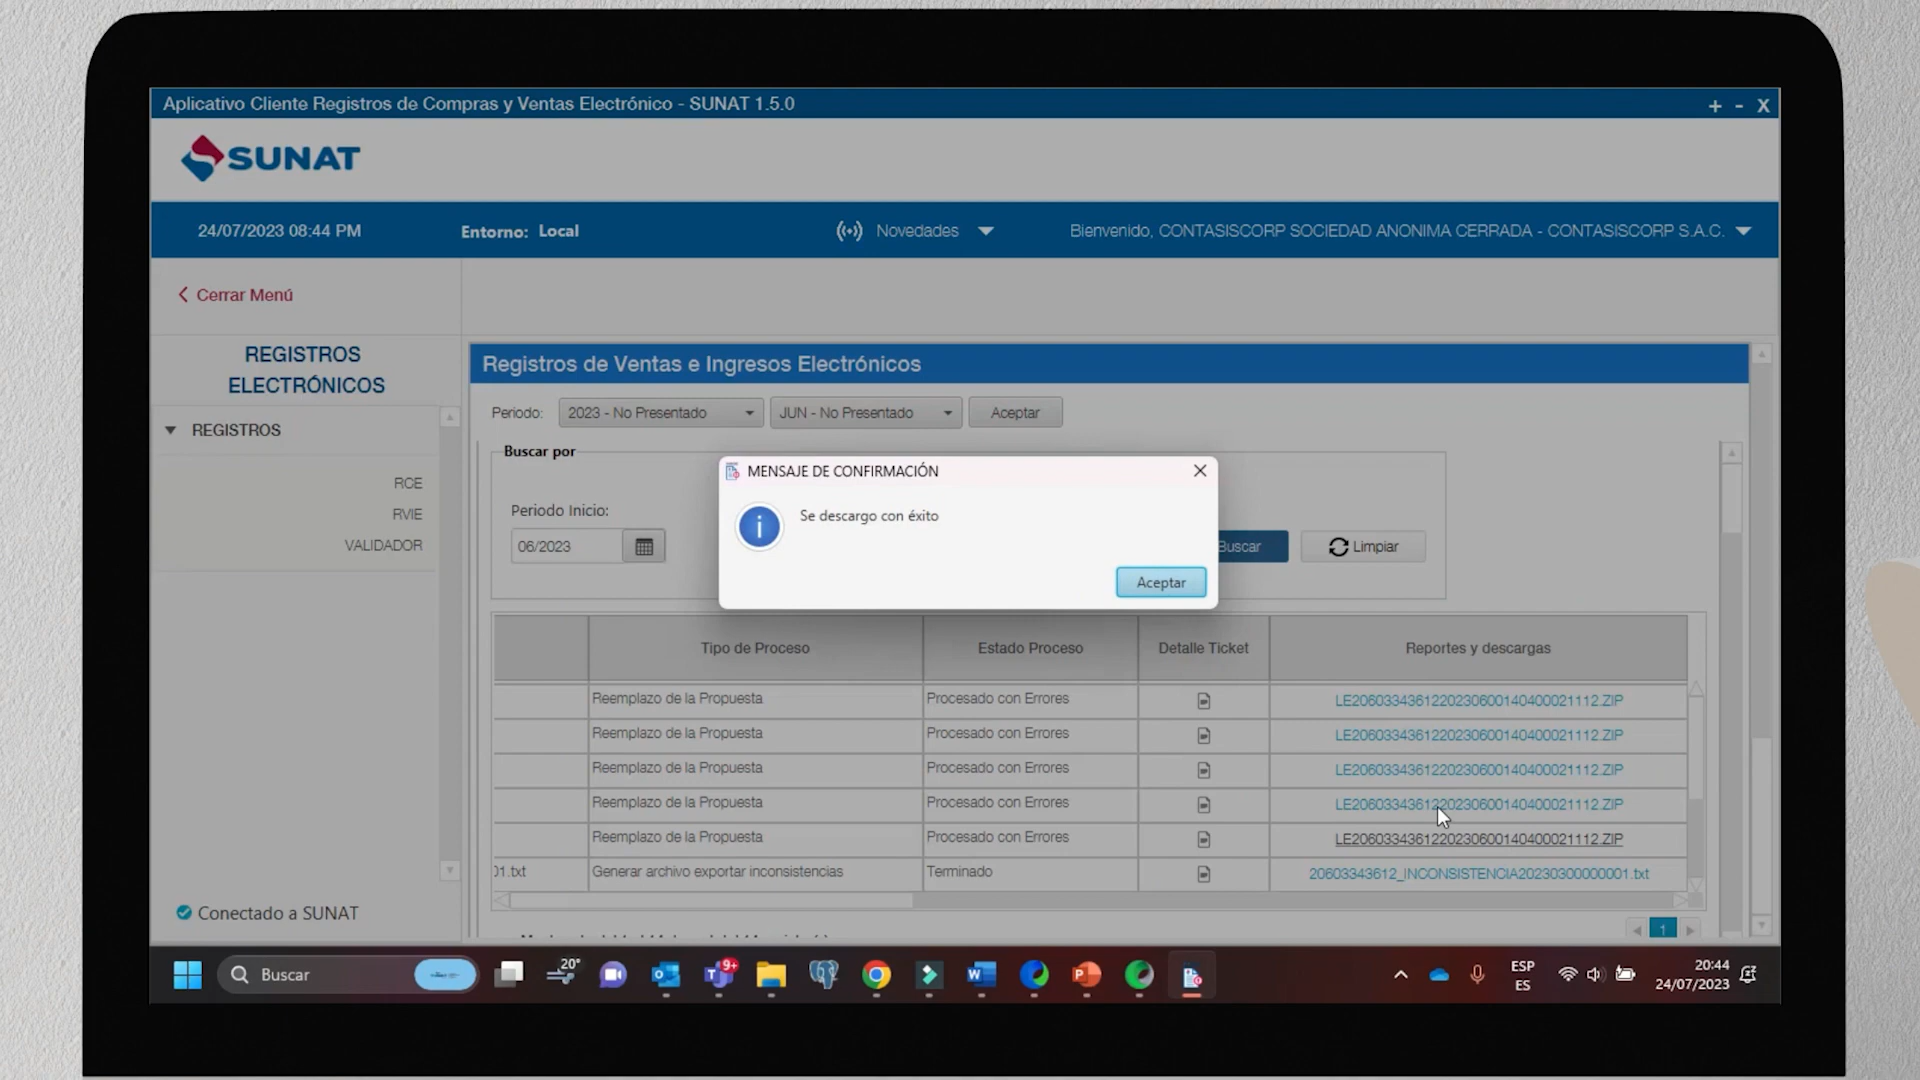 Aplicativo Cliente Registros de Compras y Ventas Electrónico - SUNAT 1.5.0
+ - X
SUNAT
24/07/2023 08:44 PM
Entorno: Local
Novedades
Bienvenido, CONTASISCORP SOCIEDAD ANONIMA CERRADA - CONTASISCORP S.A.C.
Cerrar Menú
REGISTROS
ELECTRÓNICOS
REGISTROS
RCE
RVIE
VALIDADOR
Conectado a SUNAT
Registros de Ventas e Ingresos Electrónicos
Periodo: 2023 - No Presentado JUN - No Presentado Aceptar
Buscar por
Periodo Inicio:
06/2023
Buscar
Limpiar
MENSAJE DE CONFIRMACIÓN
Se descargo con éxito
Aceptar
Tipo de Proceso Estado Proceso Detalle Ticket Reportes y descargas
Reemplazo de la Propuesta Procesado con Errores LE2060334361220230600140400021112.ZIP
Reemplazo de la Propuesta Procesado con Errores LE2060334361220230600140400021112.ZIP
Reemplazo de la Propuesta Procesado con Errores LE2060334361220230600140400021112.ZIP
Reemplazo de la Propuesta Procesado con Errores LE2060334361220230600140400021112.ZIP
Reemplazo de la Propuesta Procesado con Errores LE2060334361220230600140400021112.ZIP
01.txt Generar archivo exportar inconsistencias Terminado 20603343612_INCONSISTENCIA20230300000001.txt
1
Buscar
20°
9+
ESP
ES
20:44
24/07/2023